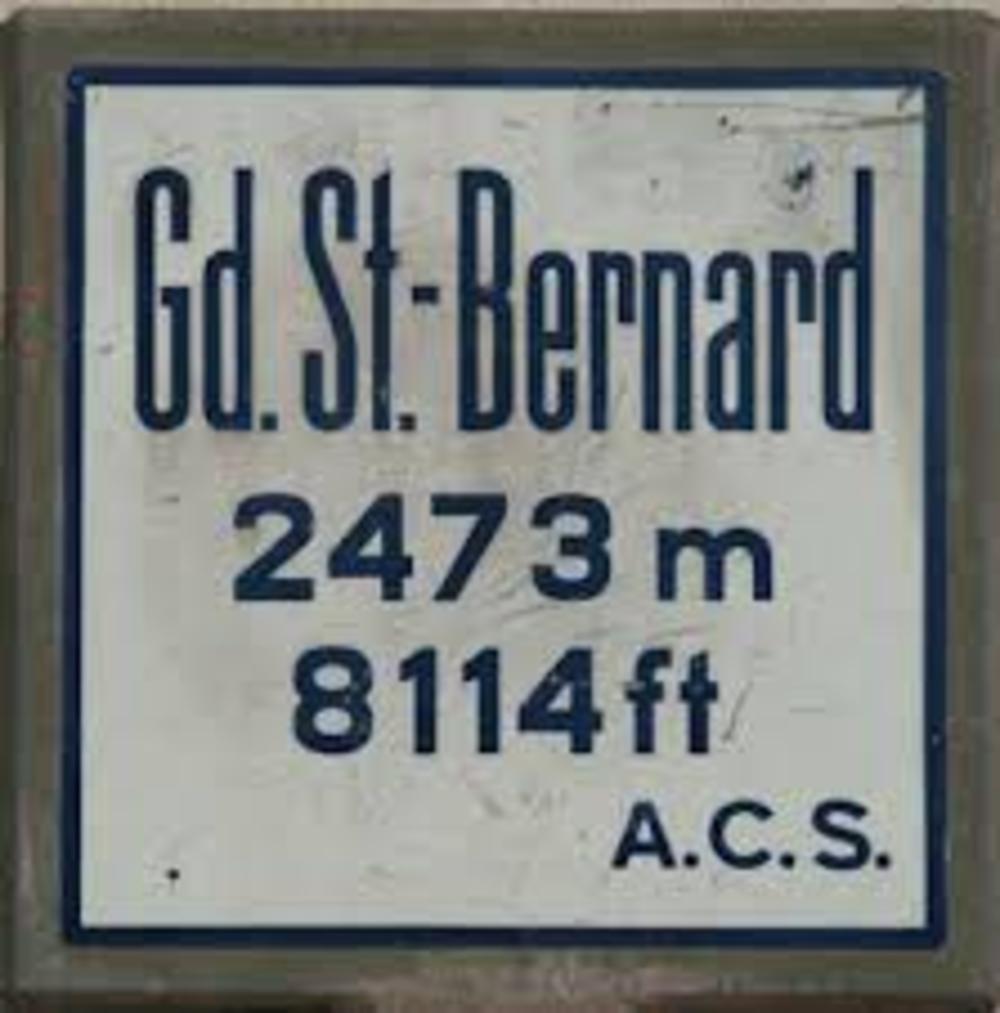 Gd. St.-Bernard
2473 m
8114 ft
A.C.S.